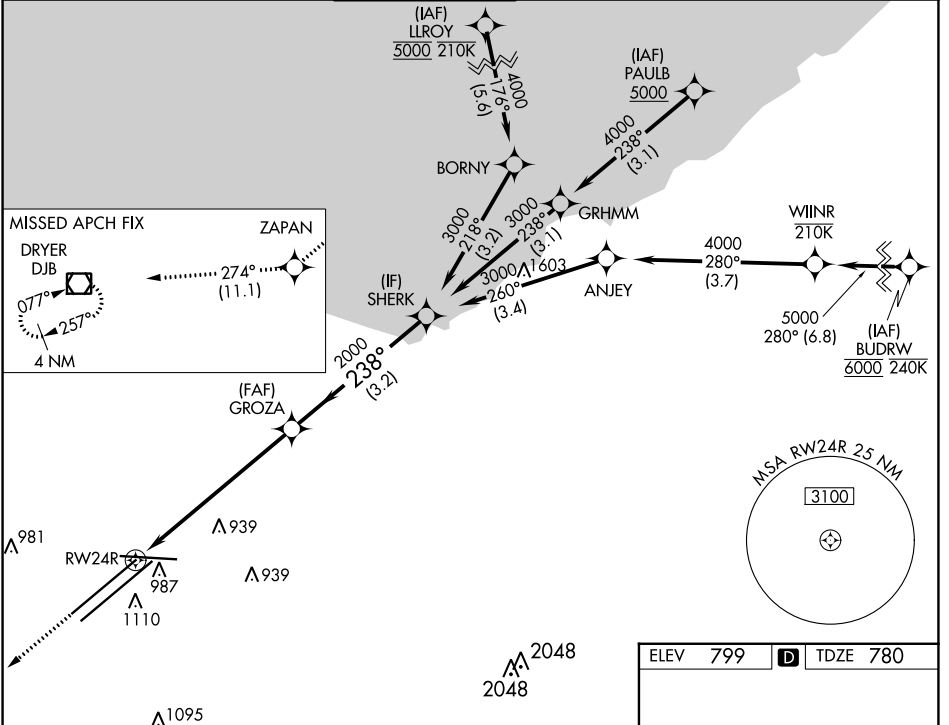 (IAF)
LLROY
5000 210K
4000
176°
(5.6)
(IAF)
PAULB
5000
4000
238°
(3.1)
BORNY
GRHMM
3000
218°
(3.2)
3000
238°
(3.1)
WIINR
210K
4000
280°
(3.7)
5000
280° (6.8)
(IAF)
BUDRW
6000 240K
ANJEY
1603
3000
260°
(3.4)
(IF)
SHERK
MISSED APCH FIX
DRYER
DJB
ZAPAN
274°
(11.1)
077°
257°
4 NM
2000
238°
(3.2)
(FAF)
GROZA
MSA RW24R 25 NM
3100
981
939
RW24R
987
939
1110
2048
2048
1095
ELEV 799 D TDZE 780